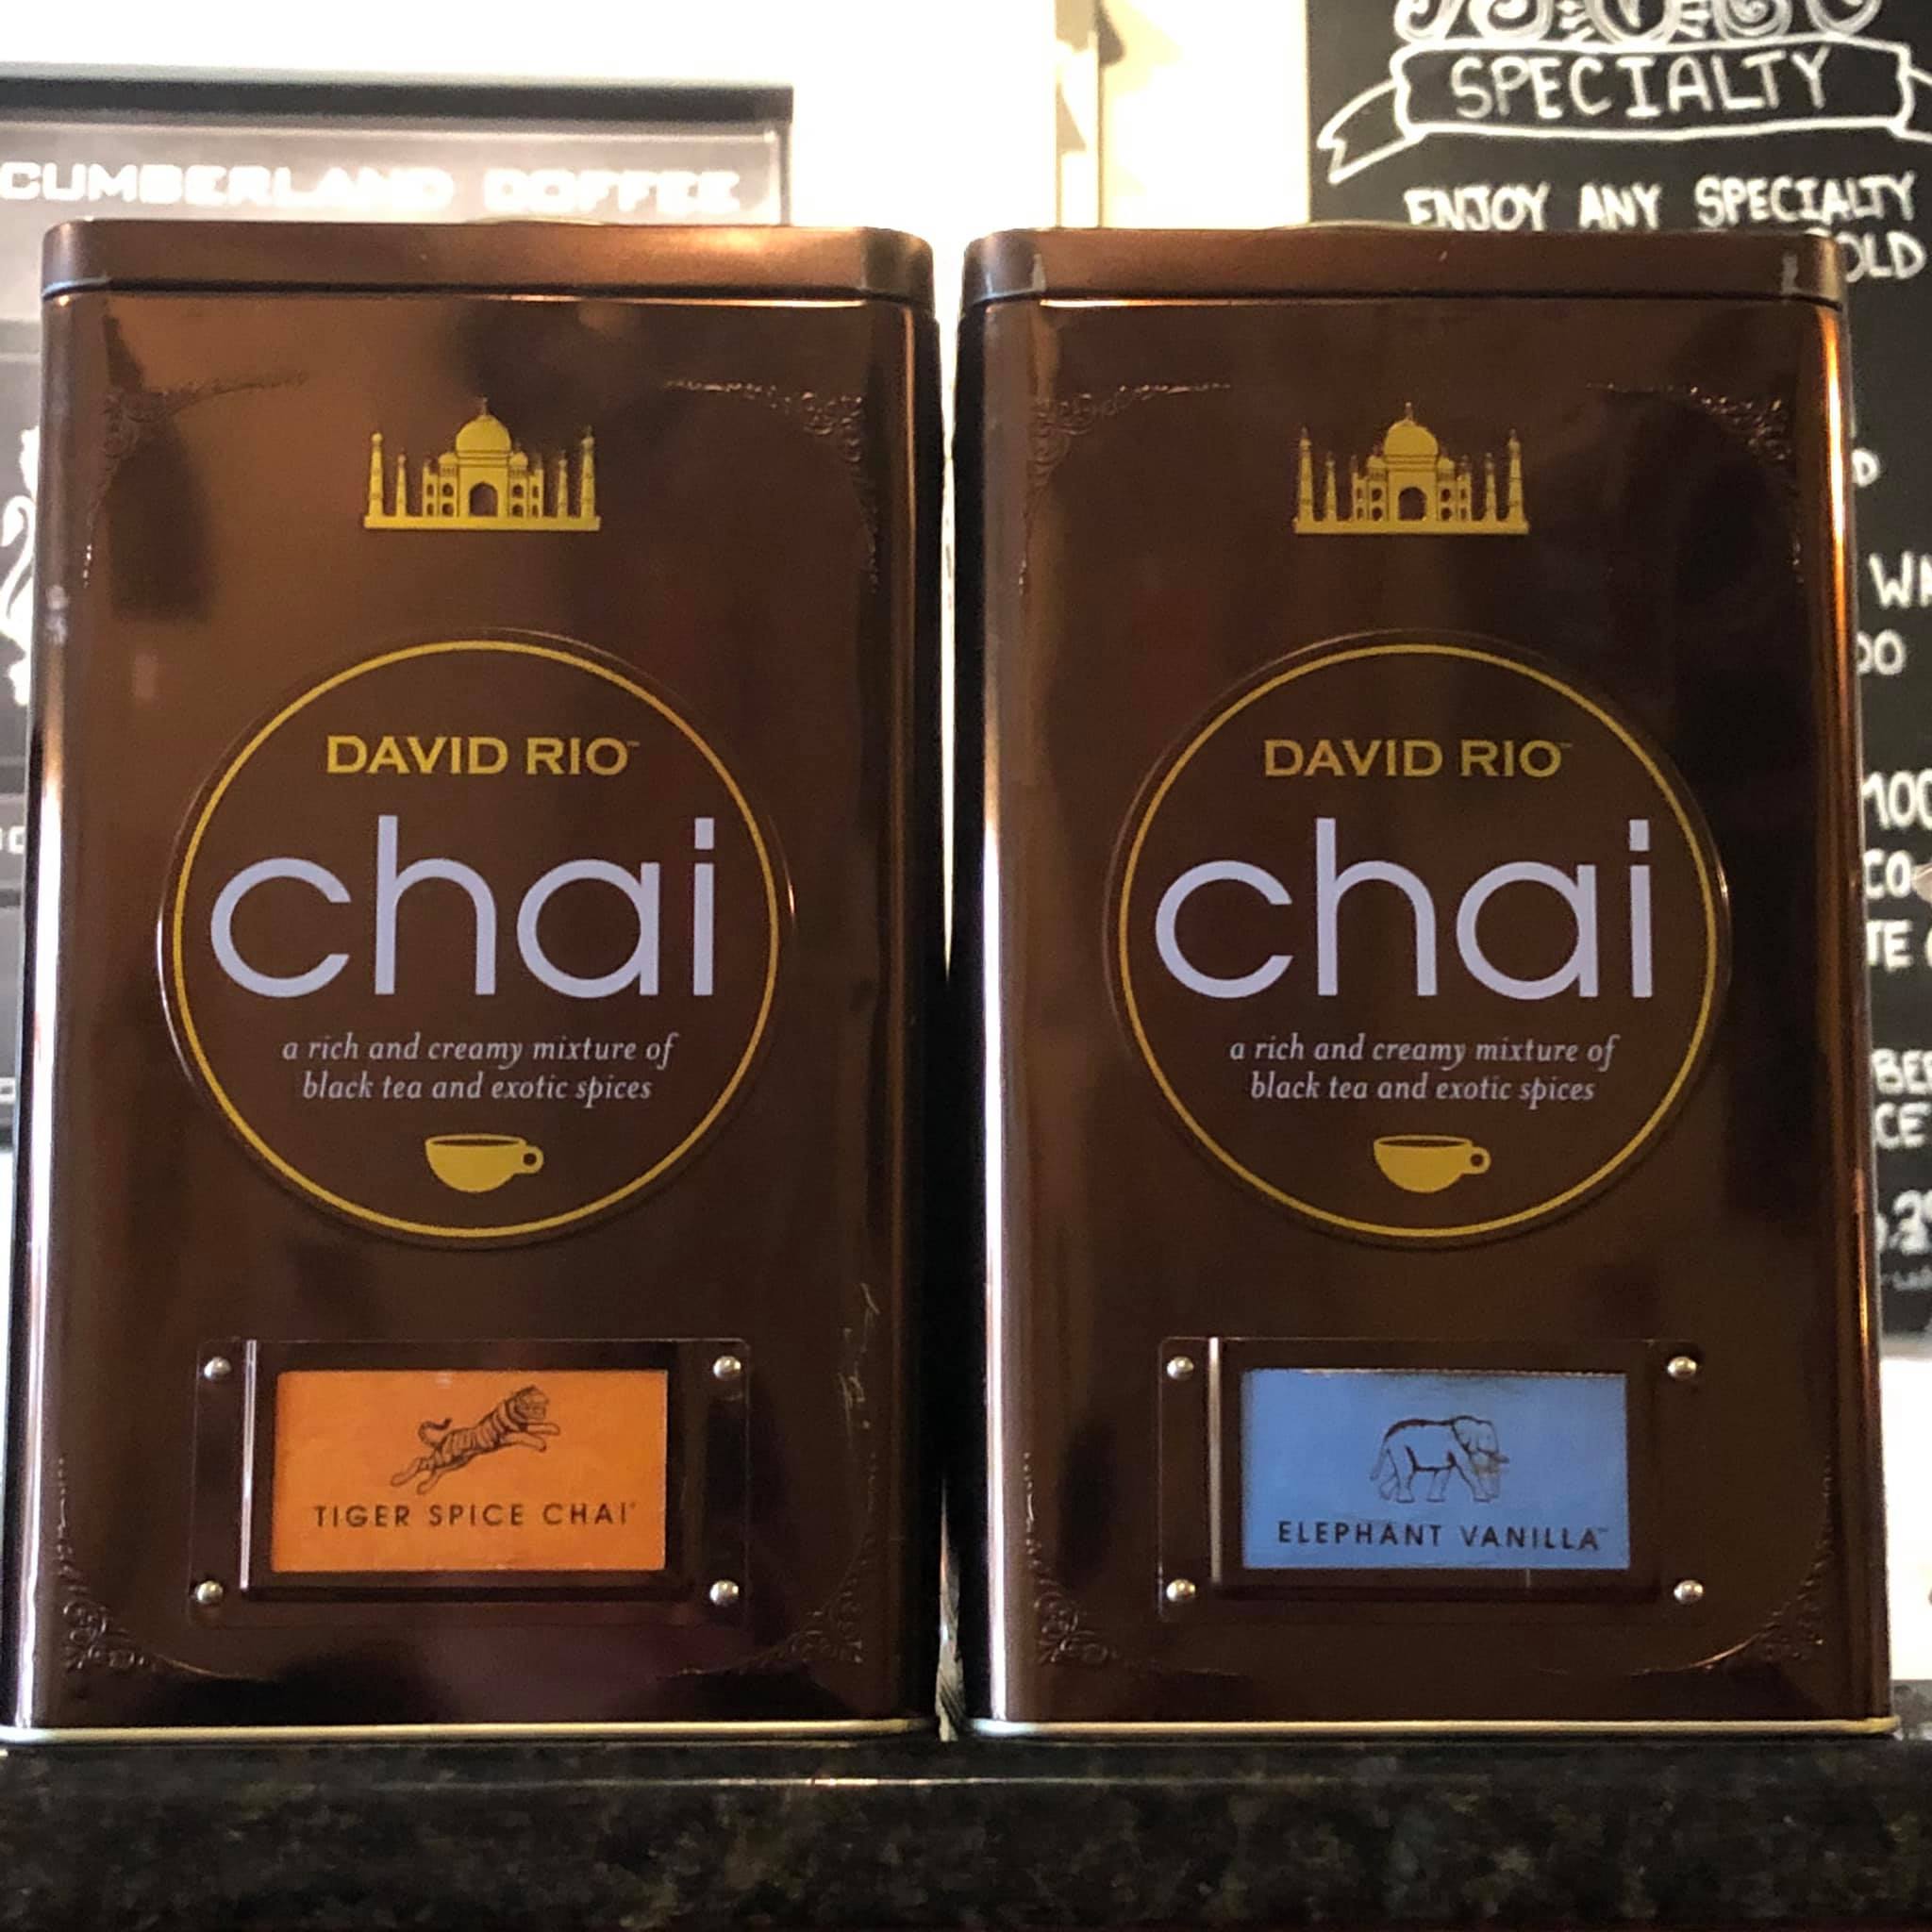 CUMBERLAND COFFEE
SPECIALTY
ENJOY ANY SPECIALTY
DAVID RIO™
chai
a rich and creamy mixture of
black tea and exotic spices
TIGER SPICE CHAI®
DAVID RIO™
chai
a rich and creamy mixture of
black tea and exotic spices
ELEPHANT VANILLA™